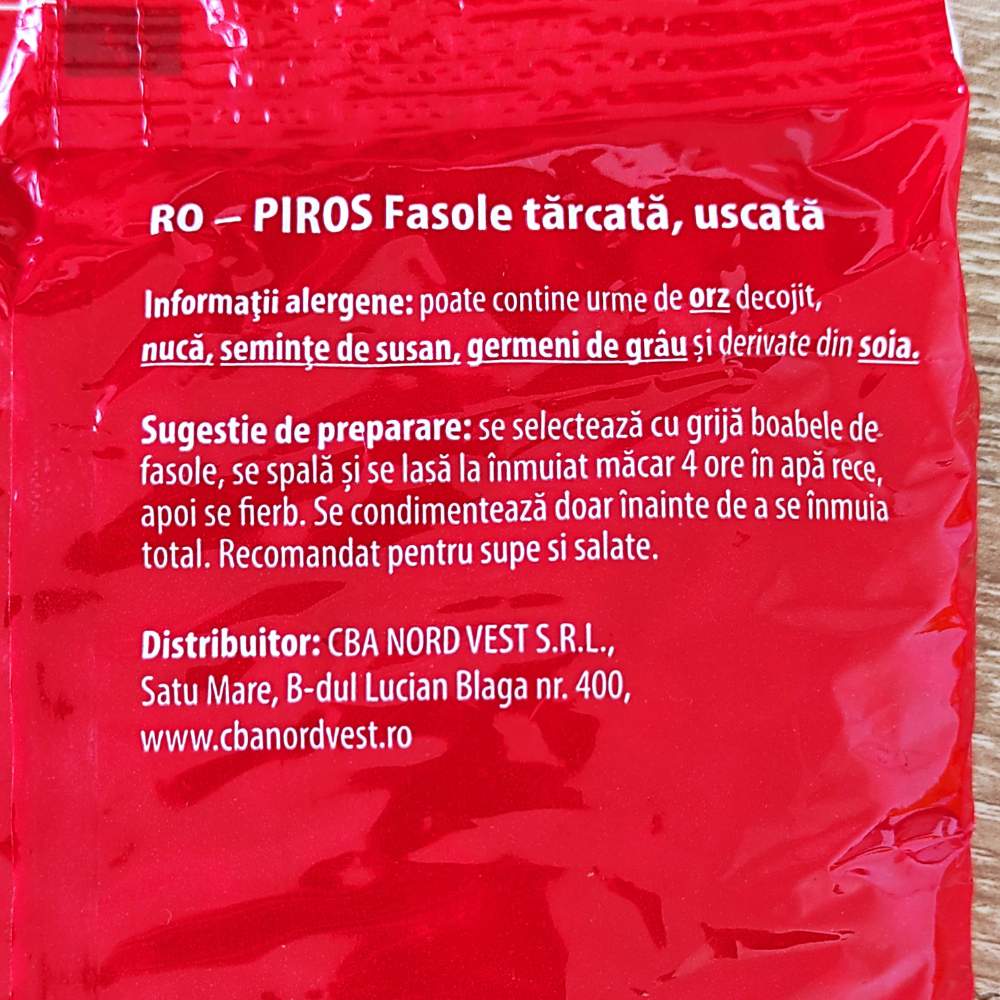 RO – PIROS Fasole tărcată, uscată
Informaţii alergene: poate contine urme de orz decojit,
nucă, seminţe de susan, germeni de grâu și derivate din soia.
Sugestie de preparare: se selectează cu grijă boabele de
fasole, se spală și se lasă la înmuiat măcar 4 ore în apă rece,
apoi se fierb. Se condimentează doar înainte de a se înmuia
total. Recomandat pentru supe si salate.
Distribuitor: CBA NORD VEST S.R.L.,
Satu Mare, B-dul Lucian Blaga nr. 400,
www.cbanordvest.ro